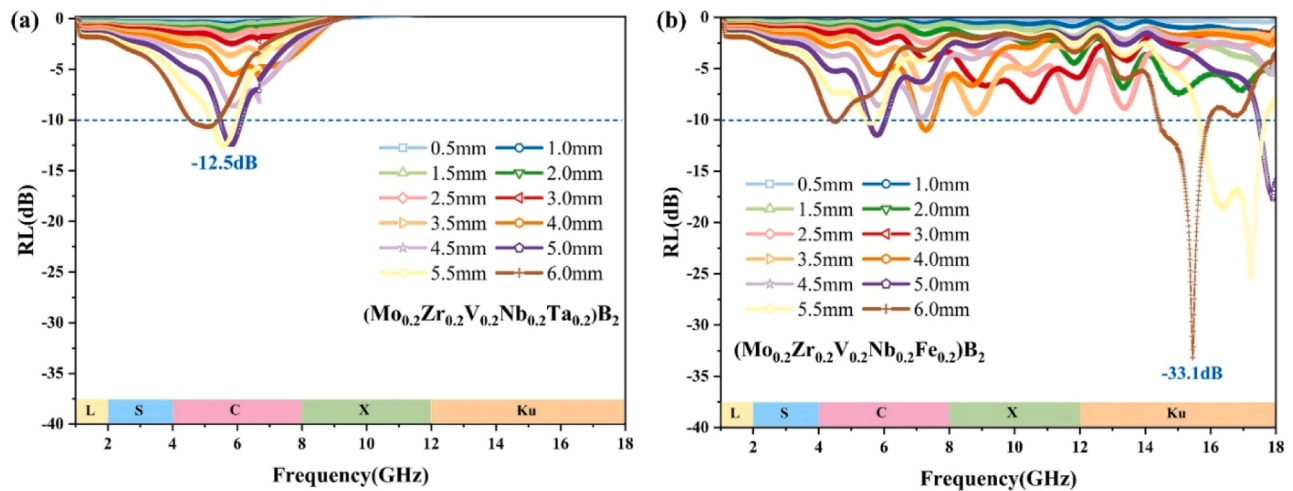 (a)
RL(dB)
0
-5
-10
-15
-20
-25
-30
-35
-40
-12.5dB
0.5mm 1.0mm
1.5mm 2.0mm
2.5mm 3.0mm
3.5mm 4.0mm
4.5mm 5.0mm
5.5mm 6.0mm
(Mo0.2Zr0.2V0.2Nb0.2Ta0.2)B2
L S C X Ku
2 4 6 8 10 12 14 16 18
Frequency(GHz)
(b)
RL(dB)
0
-5
-10
-15
-20
-25
-30
-35
-40
0.5mm 1.0mm
1.5mm 2.0mm
2.5mm 3.0mm
3.5mm 4.0mm
4.5mm 5.0mm
5.5mm 6.0mm
(Mo0.2Zr0.2V0.2Nb0.2Fe0.2)B2
-33.1dB
L S C X Ku
2 4 6 8 10 12 14 16 18
Frequency(GHz)